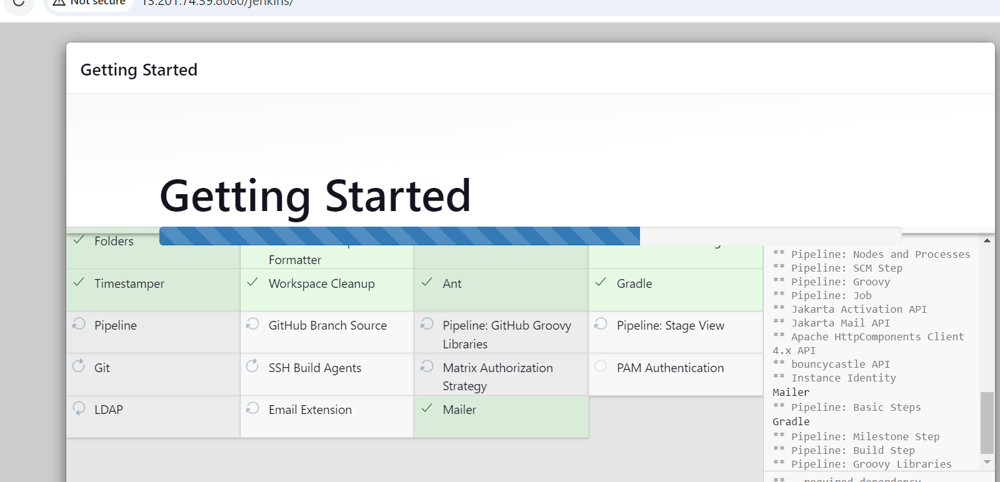 Not secure 13.201.74.39:8080/jenkins/
Getting Started
Getting Started
Folders
Formatter
Timestamper
Workspace Cleanup
Ant
Gradle
Pipeline
GitHub Branch Source
Pipeline: GitHub Groovy
Libraries
Pipeline: Stage View
Git
SSH Build Agents
Matrix Authorization
Strategy
PAM Authentication
LDAP
Email Extension
Mailer
** Pipeline: Nodes and Processes
** Pipeline: SCM Step
** Pipeline: Groovy
** Pipeline: Job
** Jakarta Activation API
** Jakarta Mail API
** Apache HttpComponents Client
4.x API
** bouncycastle API
** Instance Identity
Mailer
** Pipeline: Basic Steps
Gradle
** Pipeline: Milestone Step
** Pipeline: Build Step
** Pipeline: Groovy Libraries
** - required dependency